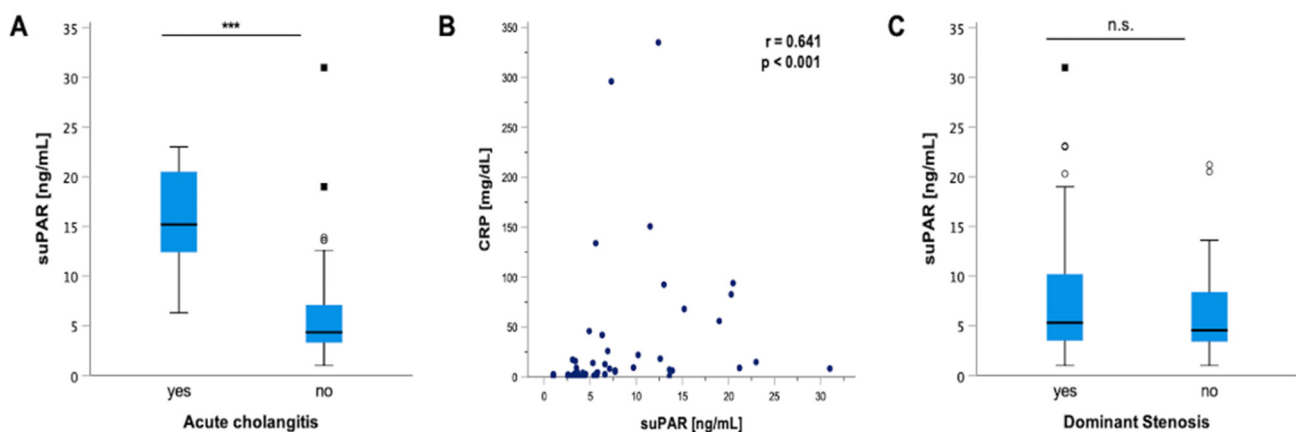 A
***
35
30
25
20
15
10
5
0
suPAR [ng/mL]
yes no
Acute cholangitis
B
r = 0.641
p < 0.001
350
300
250
200
150
100
50
0
CRP [mg/dL]
0 5 10 15 20 25 30
suPAR [ng/mL]
C
n.s.
35
30
25
20
15
10
5
0
suPAR [ng/mL]
yes no
Dominant Stenosis